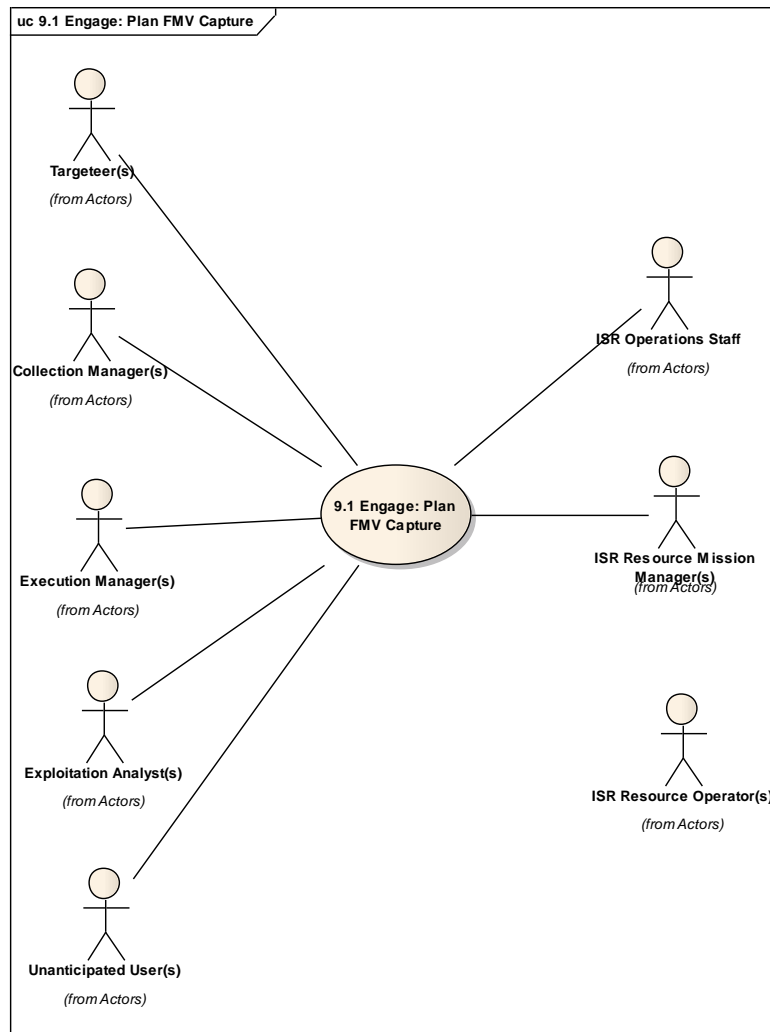 uc 9.1 Engage: Plan FMV Capture
Targeteer(s)
(from Actors)
Collection Manager(s)
(from Actors)
Execution Manager(s)
(from Actors)
Exploitation Analyst(s)
(from Actors)
Unanticipated User(s)
(from Actors)
9.1 Engage: Plan
FMV Capture
ISR Operations Staff
(from Actors)
ISR Resource Mission
Manager(s)
(from Actors)
ISR Resource Operator(s)
(from Actors)